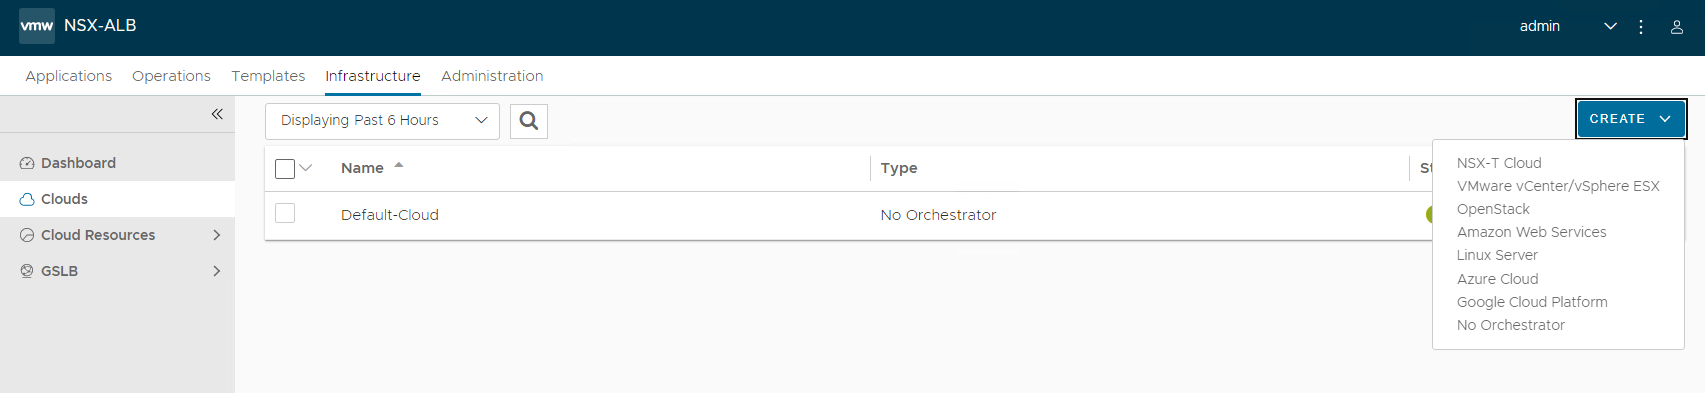 vmw NSX-ALB admin
Applications Operations Templates Infrastructure Administration
Displaying Past 6 Hours CREATE
Dashboard
Clouds
Cloud Resources
GSLB
Name Type St
Default-Cloud No Orchestrator
NSX-T Cloud
VMware vCenter/vSphere ESX
OpenStack
Amazon Web Services
Linux Server
Azure Cloud
Google Cloud Platform
No Orchestrator